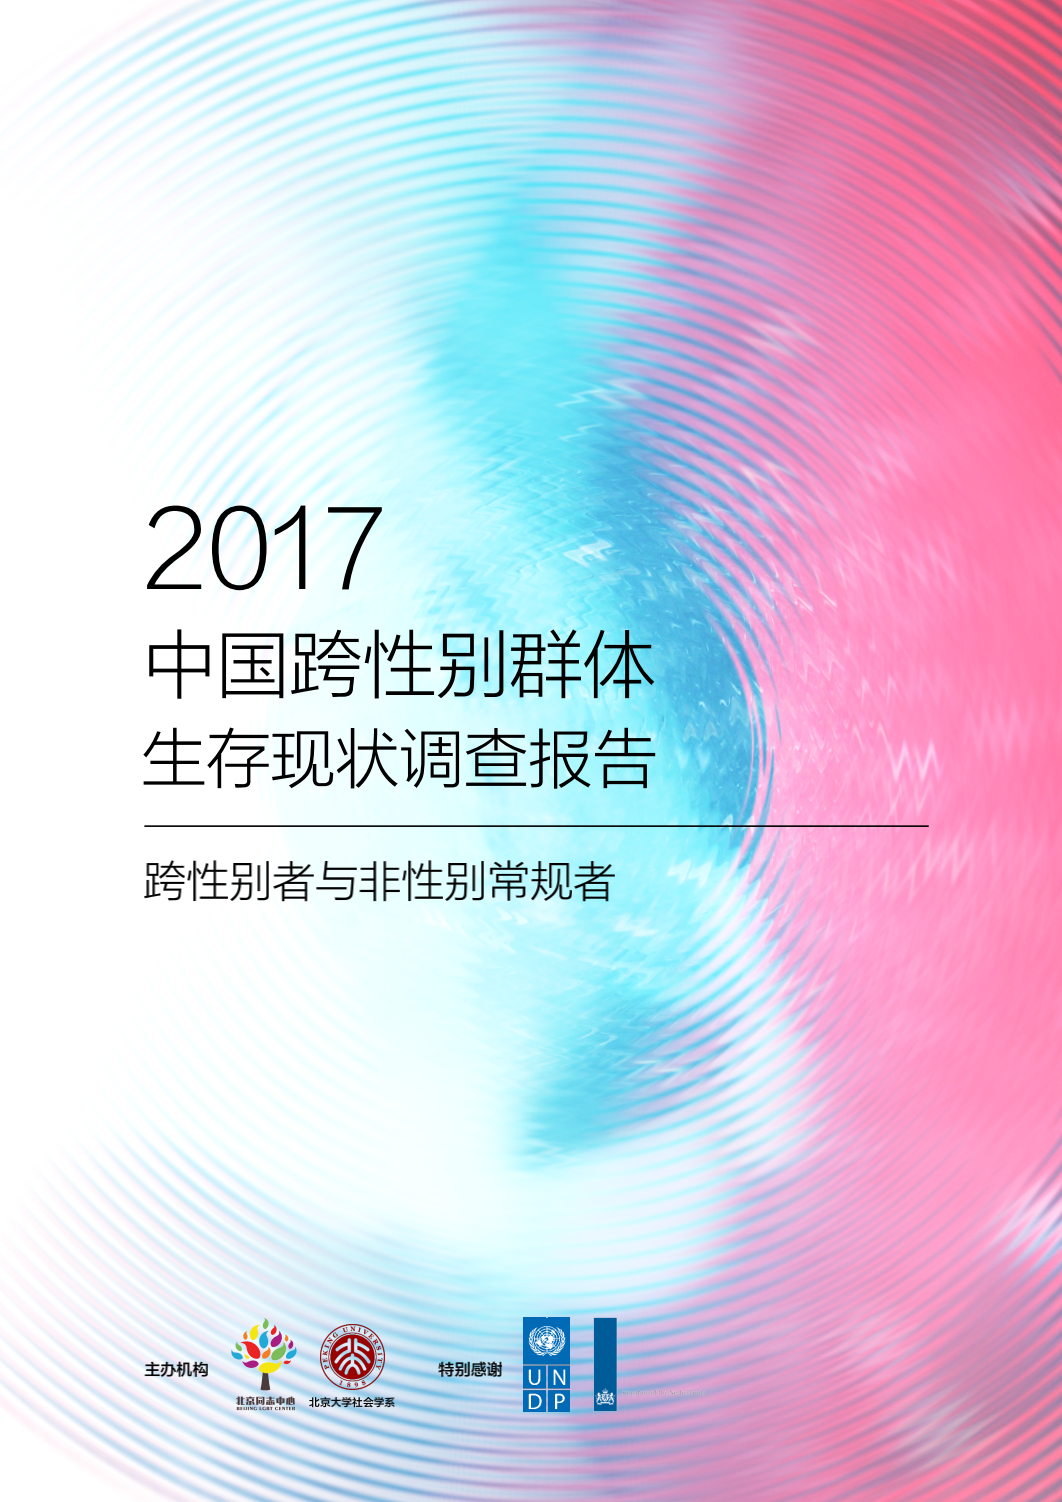 2017
中国跨性别群体
生存现状调查报告
跨性别者与非性别常规者
主办机构
北京同志中心
BEIJING LGBT CENTER
PEKING UNIVERSITY
1898
北京大学社会学系
特别感谢
UN
DP